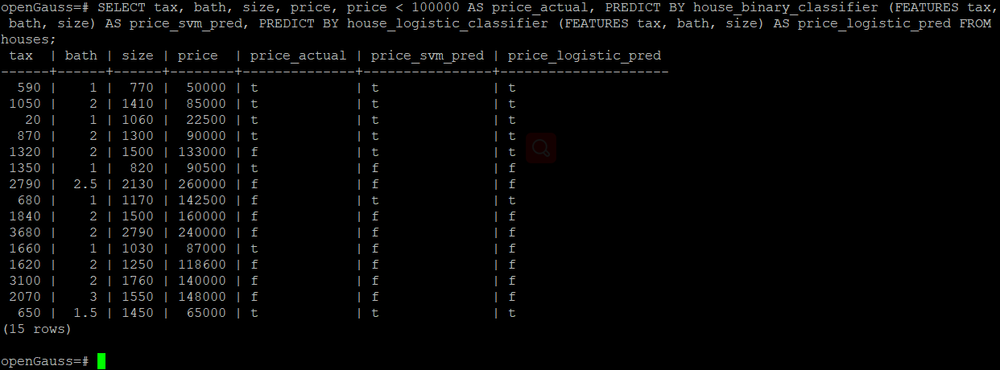 openGauss=# SELECT tax, bath, size, price, price < 100000 AS price_actual, PREDICT BY house_binary_classifier (FEATURES tax,
 bath, size) AS price_svm_pred, PREDICT BY house_logistic_classifier (FEATURES tax, bath, size) AS price_logistic_pred FROM
houses;
 tax  | bath | size | price  | price_actual | price_svm_pred | price_logistic_pred
------+------+------+--------+--------------+----------------+---------------------
  590 |    1 |  770 |  50000 | t            | t              | t
 1050 |    2 | 1410 |  85000 | t            | t              | t
   20 |    1 | 1060 |  22500 | t            | t              | t
  870 |    2 | 1300 |  90000 | t            | t              | t
 1320 |    2 | 1500 | 133000 | f            | t              | t
 1350 |    1 |  820 |  90500 | t            | f              | f
 2790 |  2.5 | 2130 | 260000 | f            | f              | f
  680 |    1 | 1170 | 142500 | f            | t              | t
 1840 |    2 | 1500 | 160000 | f            | f              | f
 3680 |    2 | 2790 | 240000 | f            | f              | f
 1660 |    1 | 1030 |  87000 | t            | f              | f
 1620 |    2 | 1250 | 118600 | f            | f              | f
 3100 |    2 | 1760 | 140000 | f            | f              | f
 2070 |    3 | 1550 | 148000 | f            | f              | f
  650 |  1.5 | 1450 |  65000 | t            | t              | t
(15 rows)
openGauss=#